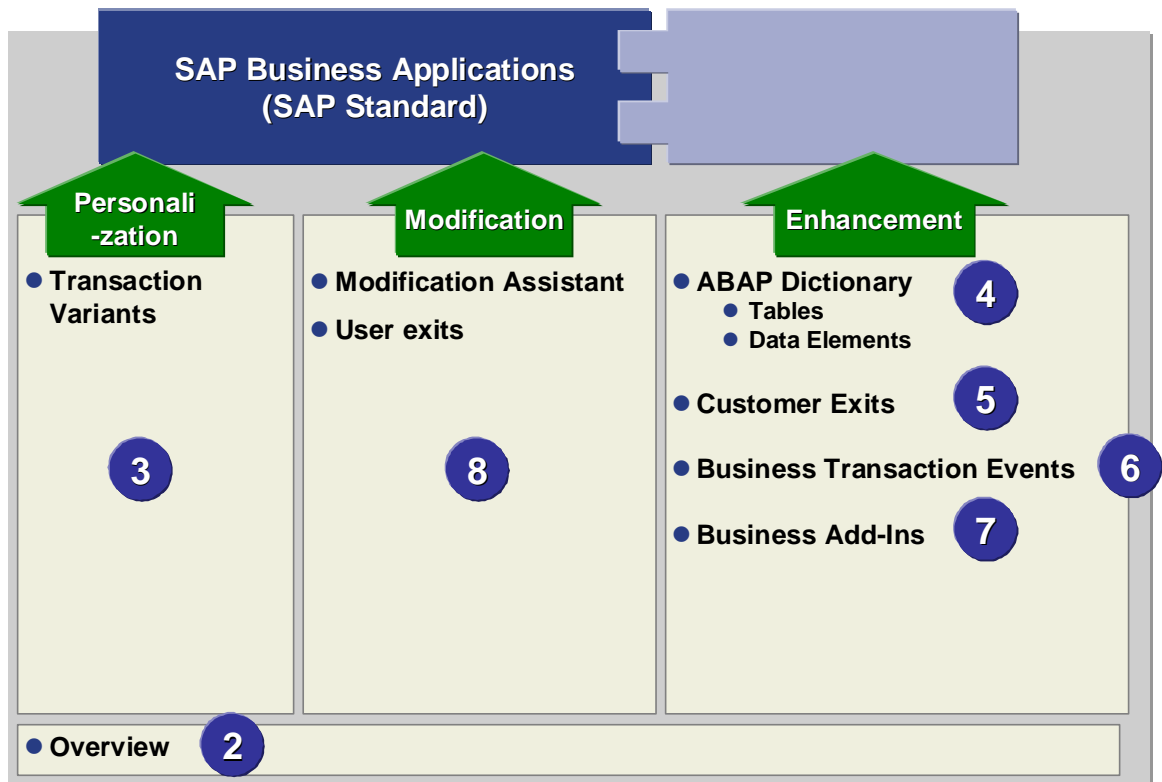 SAP Business Applications
(SAP Standard)
Personali
-zation
Modification
Enhancement
Transaction
Variants
3
Modification Assistant
User exits
8
ABAP Dictionary
Tables
Data Elements
4
Customer Exits
5
Business Transaction Events
6
Business Add-Ins
7
Overview
2